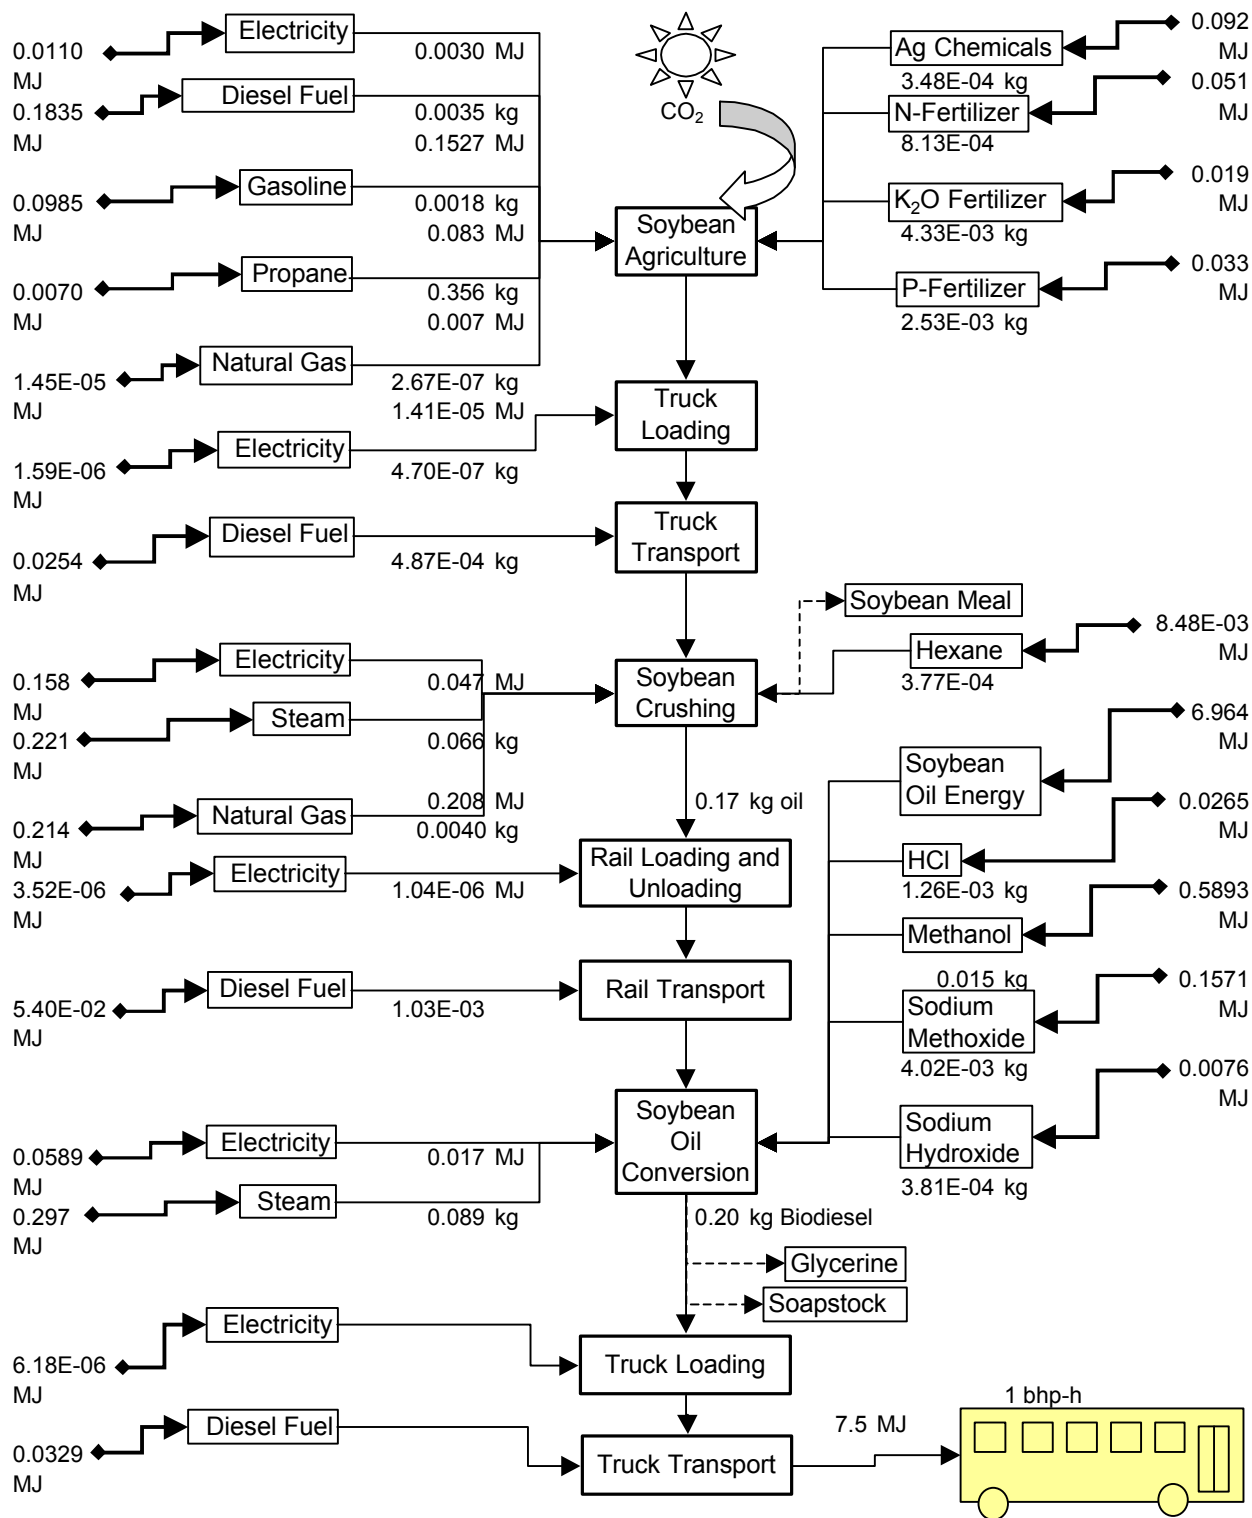 Electricity
0.0110
MJ
0.0030 MJ
Diesel Fuel
0.1835
MJ
0.0035 kg
0.1527 MJ
Gasoline
0.0985
MJ
0.0018 kg
0.083 MJ
Propane
0.0070
MJ
0.356 kg
0.007 MJ
Natural Gas
1.45E-05
MJ
2.67E-07 kg
1.41E-05 MJ
CO2
Soybean
Agriculture
Ag Chemicals
0.092
MJ
3.48E-04 kg
N-Fertilizer
0.051
MJ
8.13E-04
K2O Fertilizer
0.019
MJ
4.33E-03 kg
P-Fertilizer
0.033
MJ
2.53E-03 kg
Truck
Loading
Electricity
1.59E-06
MJ
4.70E-07 kg
Truck
Transport
Diesel Fuel
0.0254
MJ
4.87E-04 kg
Soybean Meal
Electricity
0.158
MJ
0.047 MJ
Steam
0.221
MJ
0.066 kg
Soybean
Crushing
Hexane
8.48E-03
MJ
3.77E-04
Natural Gas
0.214
MJ
0.208 MJ
0.0040 kg
0.17 kg oil
Soybean
Oil Energy
6.964
MJ
Rail Loading and
Unloading
Electricity
3.52E-06
MJ
1.04E-06 MJ
HCl
0.0265
MJ
1.26E-03 kg
Methanol
0.5893
MJ
0.015 kg
Rail Transport
Diesel Fuel
5.40E-02
MJ
1.03E-03
Sodium
Methoxide
0.1571
MJ
4.02E-03 kg
Sodium
Hydroxide
0.0076
MJ
3.81E-04 kg
Soybean
Oil
Conversion
Electricity
0.0589
MJ
0.017 MJ
Steam
0.297
MJ
0.089 kg
0.20 kg Biodiesel
Glycerine
Soapstock
Electricity
6.18E-06
MJ
Truck Loading
Diesel Fuel
0.0329
MJ
Truck Transport
7.5 MJ
1 bhp-h